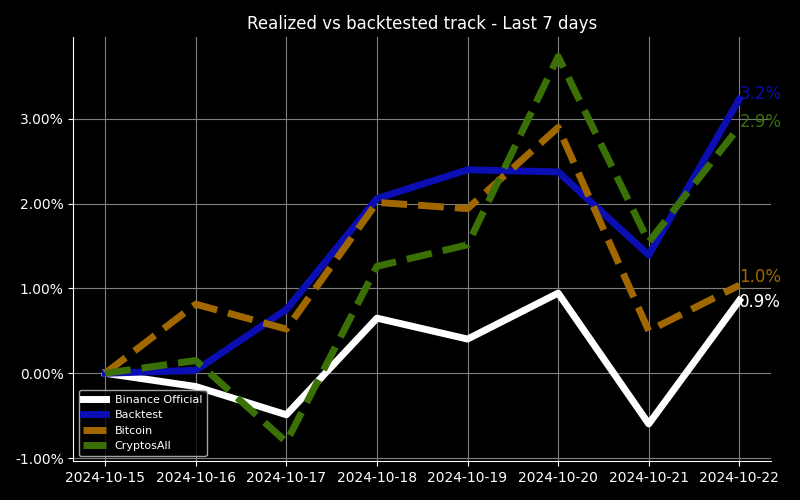 Realized vs backtested track - Last 7 days
3.2%
2.9%
3.00%
2.00%
1.00%
1.0%
0.9%
0.00%
Binance Official
Backtest
Bitcoin
CryptosAll
-1.00%
2024-10-15 2024-10-16 2024-10-17 2024-10-18 2024-10-19 2024-10-20 2024-10-21 2024-10-22